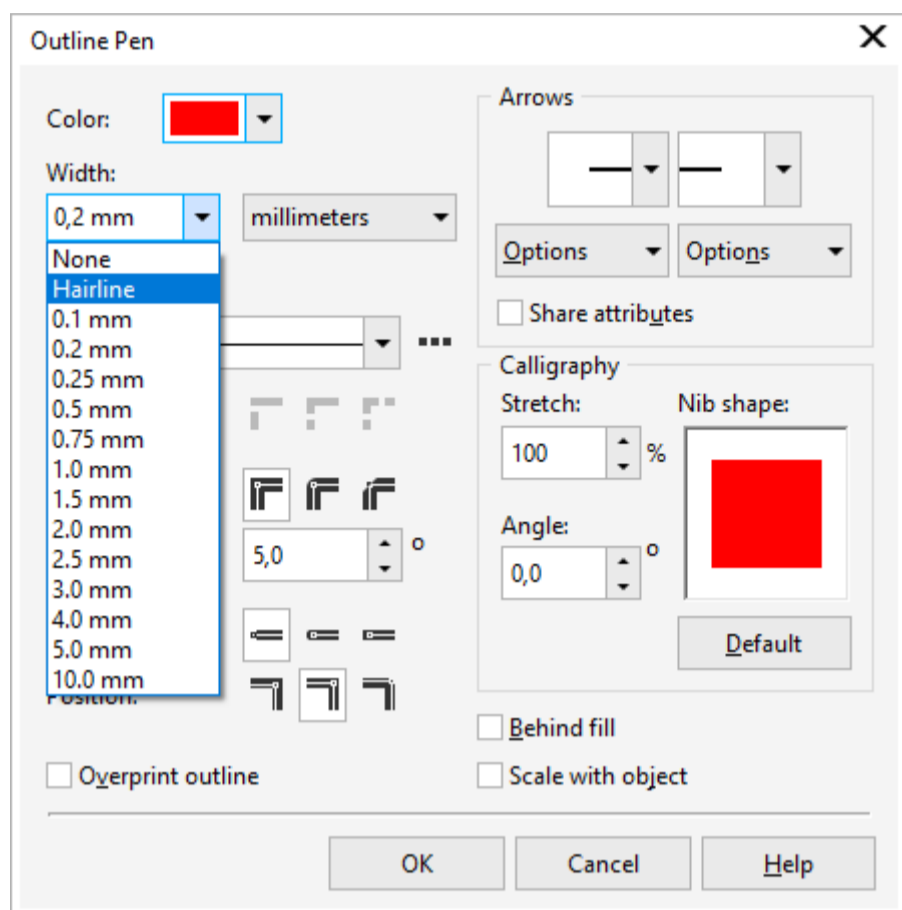 Outline Pen
Color:
Width:
0,2 mm
millimeters
None
Hairline
0.1 mm
0.2 mm
0.25 mm
0.5 mm
0.75 mm
1.0 mm
1.5 mm
2.0 mm
2.5 mm
3.0 mm
4.0 mm
5.0 mm
10.0 mm
5,0 °
Position:
Overprint outline
Arrows
Options Options
Share attributes
Calligraphy
Stretch: Nib shape:
100 %
Angle:
0,0 °
Default
Behind fill
Scale with object
OK Cancel Help